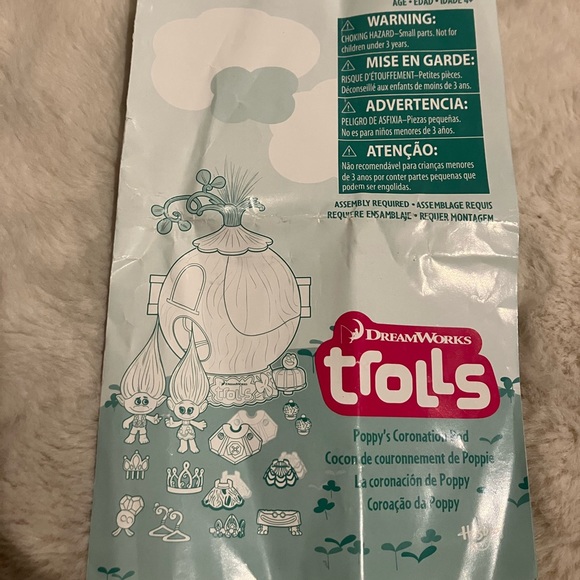 AGE • EDAD • IDADE 4+
WARNING:
CHOKING HAZARD–Small parts. Not for
children under 3 years.
MISE EN GARDE:
RISQUE D'ÉTOUFFEMENT–Petites pièces.
Déconseillé aux enfants de moins de 3 ans.
ADVERTENCIA:
PELIGRO DE ASFIXIA–Piezas pequeñas.
No es para niños menores de 3 años.
ATENÇÃO:
Não recomendável para crianças menores
de 3 anos por conter partes pequenas que
podem ser engolidas.
ASSEMBLY REQUIRED • ASSEMBLAGE REQUIS
REQUIERE ENSAMBLAJE • REQUER MONTAGEM
DREAMWORKS
trolls
trolls
Poppy's Coronation Pod
Cocon de couronnement de Poppie
La coronación de Poppy
Coroação da Poppy